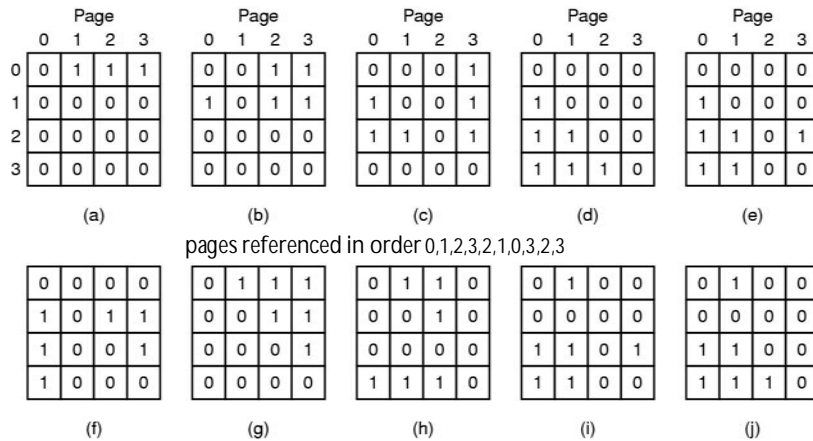 Page Page Page Page Page
0 1 2 3 0 1 2 3 0 1 2 3 0 1 2 3 0 1 2 3
0 0 1 1 1 0 0 1 1 0 0 0 1 0 0 0 0 0 0 0 0
1 0 0 0 0 1 0 1 1 1 0 0 1 1 0 0 0 1 0 0 0
2 0 0 0 0 0 0 0 0 1 1 0 1 1 1 0 0 1 1 0 1
3 0 0 0 0 0 0 0 0 0 0 0 0 1 1 1 0 1 1 0 0
(a) (b) (c) (d) (e)
pages referenced in order 0,1,2,3,2,1,0,3,2,3
0 0 0 0 0 1 1 1 0 1 1 0 0 1 0 0 0 1 0 0
1 0 1 1 0 0 1 1 0 0 1 0 0 0 0 0 0 0 0 0
1 0 0 1 0 0 0 1 0 0 0 0 1 1 0 1 1 1 0 0
1 0 0 0 0 0 0 0 1 1 1 0 1 1 0 0 1 1 1 0
(f) (g) (h) (i) (j)